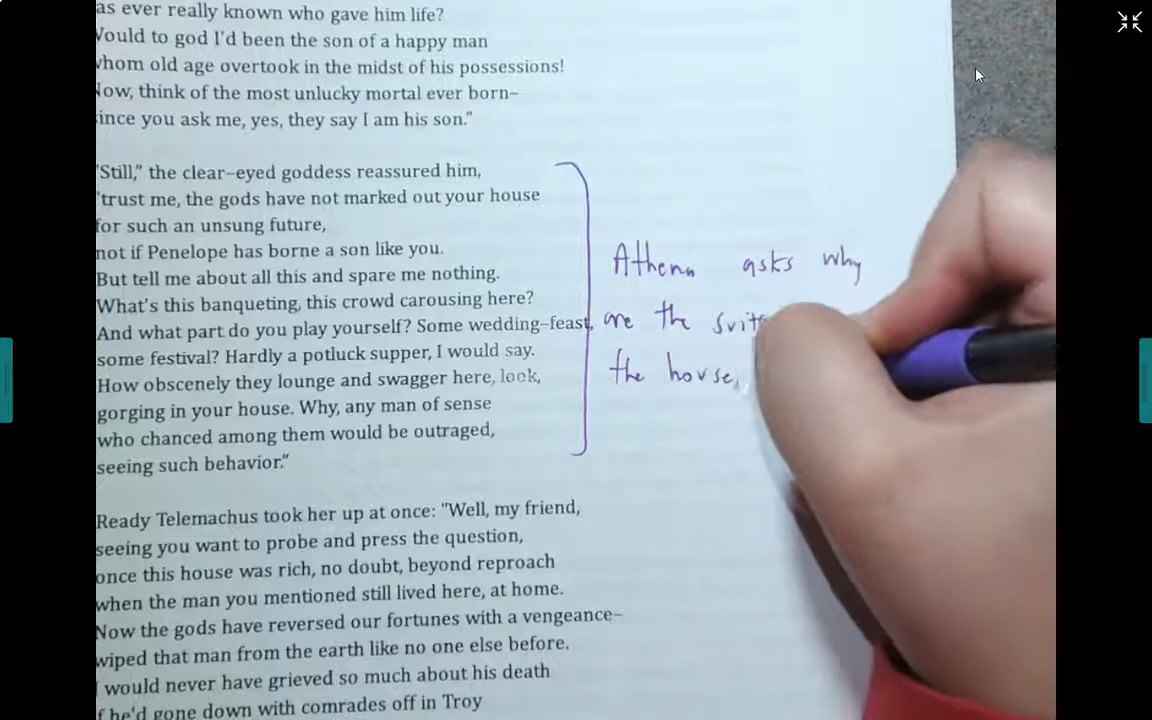 as ever really known who gave him life?
Would to god I'd been the son of a happy man
whom old age overtook in the midst of his possessions!
Now, think of the most unlucky mortal ever born–
since you ask me, yes, they say I am his son."
"Still," the clear–eyed goddess reassured him,
"trust me, the gods have not marked out your house
for such an unsung future,
not if Penelope has borne a son like you.
But tell me about all this and spare me nothing.
What's this banqueting, this crowd carousing here?
And what part do you play yourself? Some wedding–feast,
some festival? Hardly a potluck supper, I would say.
How obscenely they lounge and swagger here, look,
gorging in your house. Why, any man of sense
who chanced among them would be outraged,
seeing such behavior."
Athena asks why
are the
the house.
Ready Telemachus took her up at once: "Well, my friend,
seeing you want to probe and press the question,
once this house was rich, no doubt, beyond reproach
when the man you mentioned still lived here, at home.
Now the gods have reversed our fortunes with a vengeance–
wiped that man from the earth like no one else before.
I would never have grieved so much about his death
if he'd gone down with comrades off in Troy